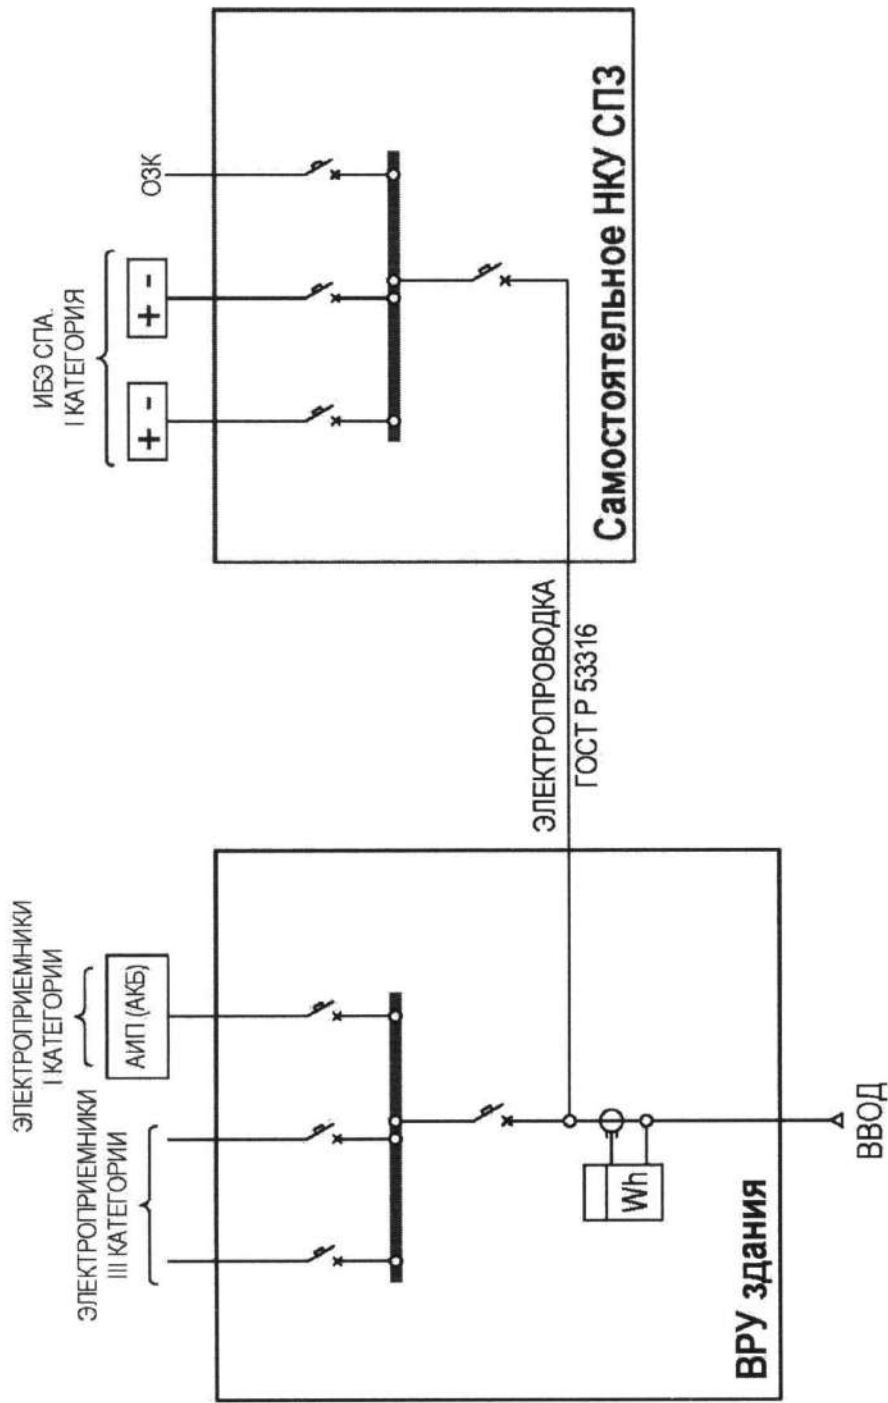 ЭЛЕКТРОПРИЕМНИКИ
III КАТЕГОРИИ
ЭЛЕКТРОПРИЕМНИКИ
I КАТЕГОРИИ
АИП (АКБ)
Wh
ВРУ здания
ВВОД
ЭЛЕКТРОПРОВОДКА
ГОСТ Р 53316
ИБЭ СПА.
I КАТЕГОРИЯ
+ -
+ -
ОЗК
Самостоятельное НКУ СПЗ